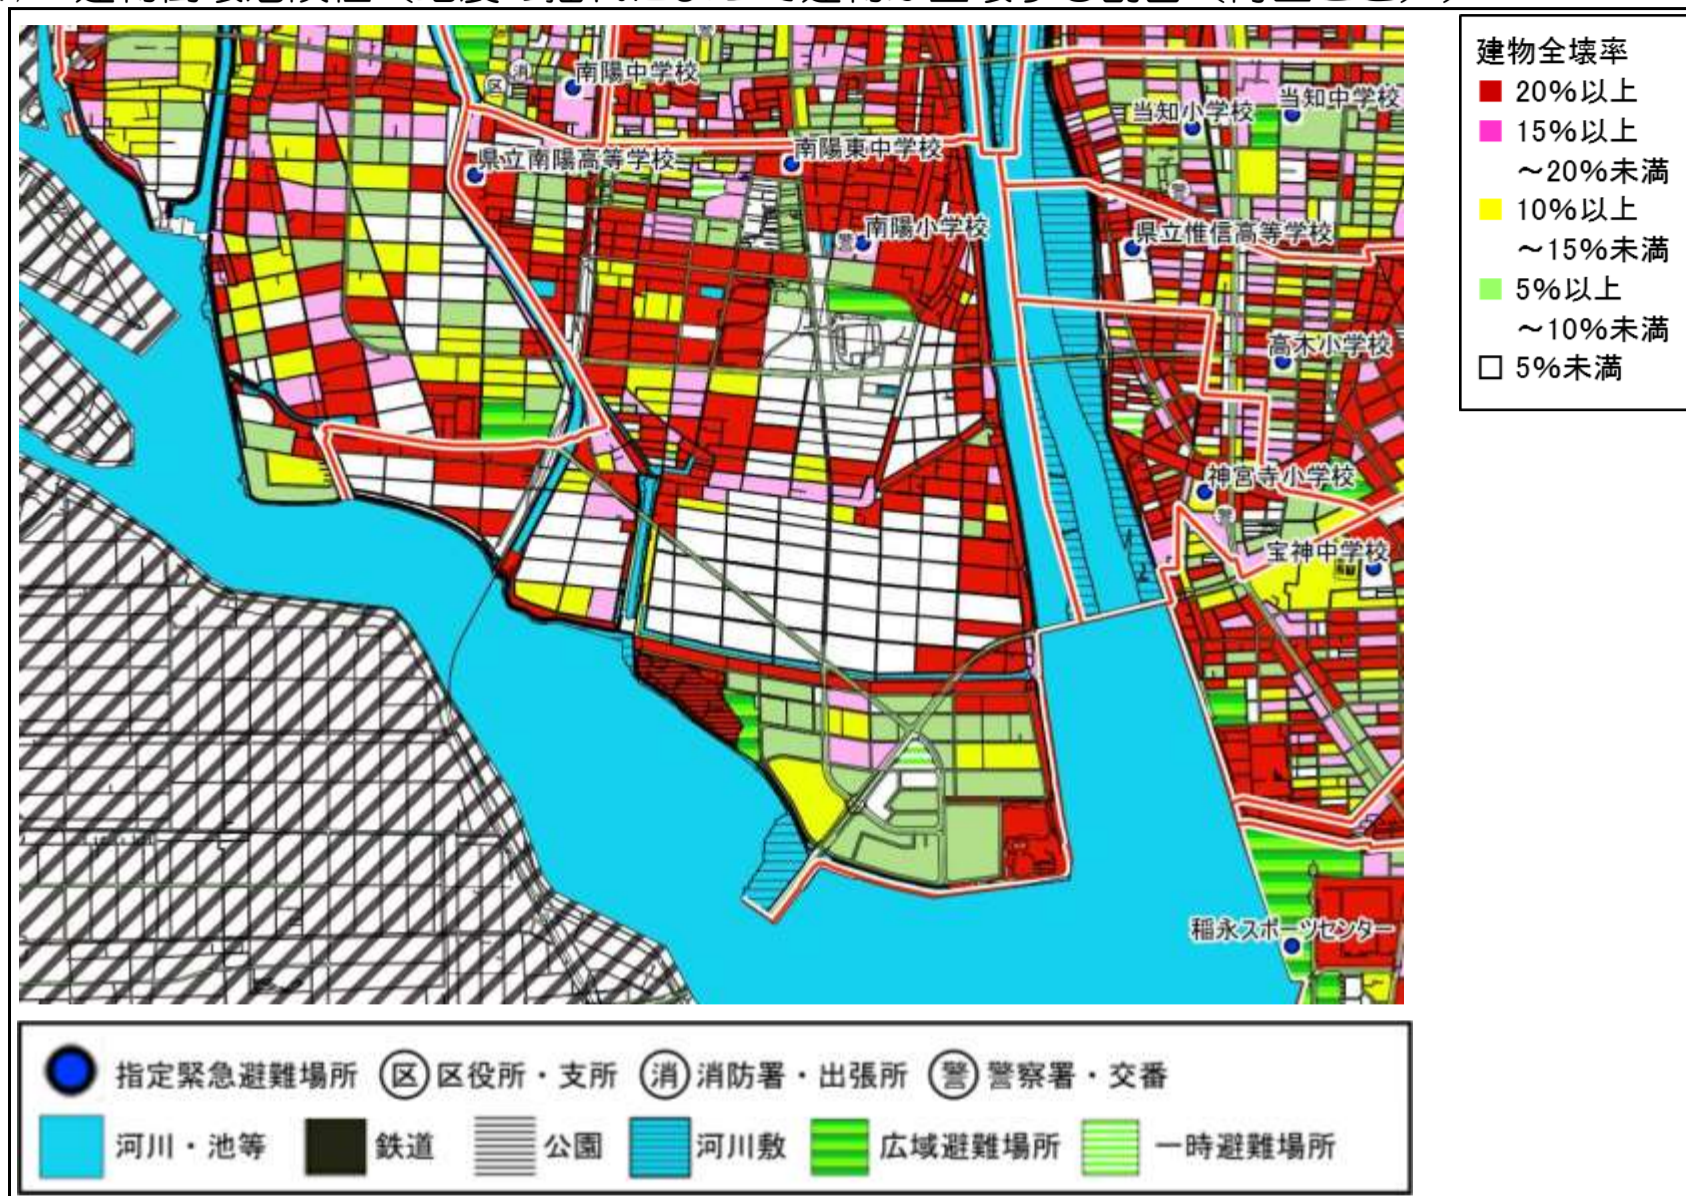 建物全壊率
20%以上
15%以上
～20%未満
10%以上
～15%未満
5%以上
～10%未満
5%未満
消
区
南陽中学校
当知小学校
当知中学校
県立南陽高等学校
南陽東中学校
警
警
南陽小学校
県立惟信高等学校
高木小学校
神宮寺小学校
警
宝神中学校
稲永スポーツセンター
指定緊急避難場所 区 区役所・支所 消 消防署・出張所 警 警察署・交番
河川・池等 鉄道 公園 河川敷 広域避難場所 一時避難場所